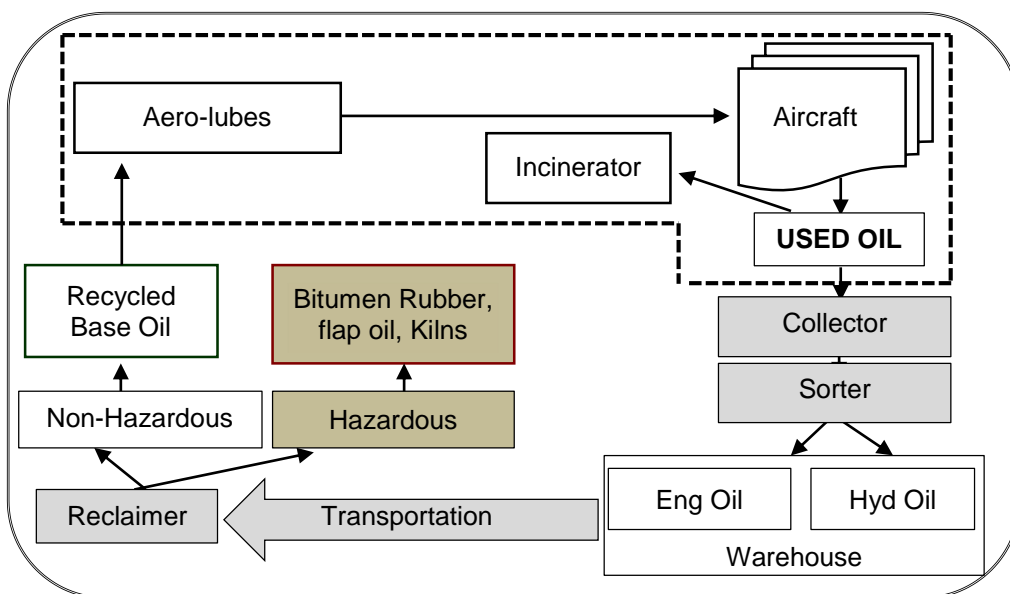 Aero-lubes
Aircraft
Incinerator
USED OIL
Recycled
Base Oil
Bitumen Rubber,
flap oil, Kilns
Collector
Sorter
Non-Hazardous
Hazardous
Eng Oil
Hyd Oil
Reclaimer
Transportation
Warehouse